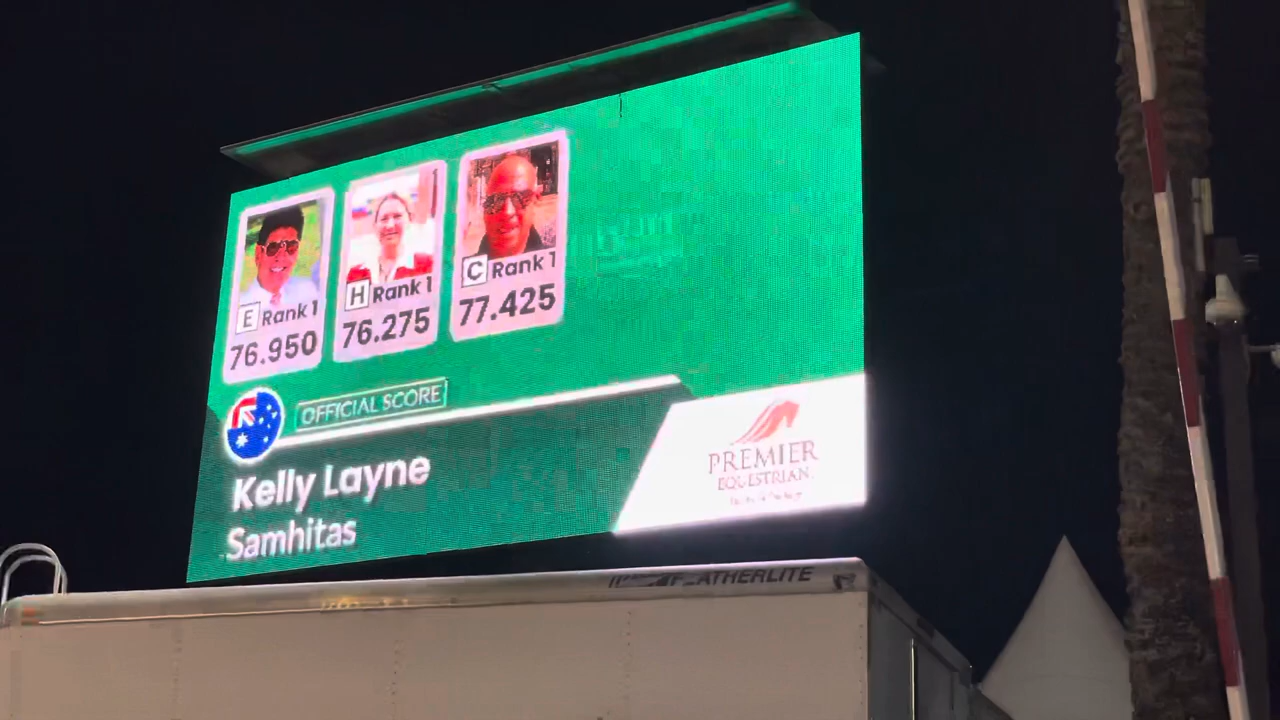 E Rank 1
76.950
H Rank 1
76.275
C Rank 1
77.425
OFFICIAL SCORE
Kelly Layne
Samhitas
PREMIER
EQUESTRIAN
FEATHERLITE